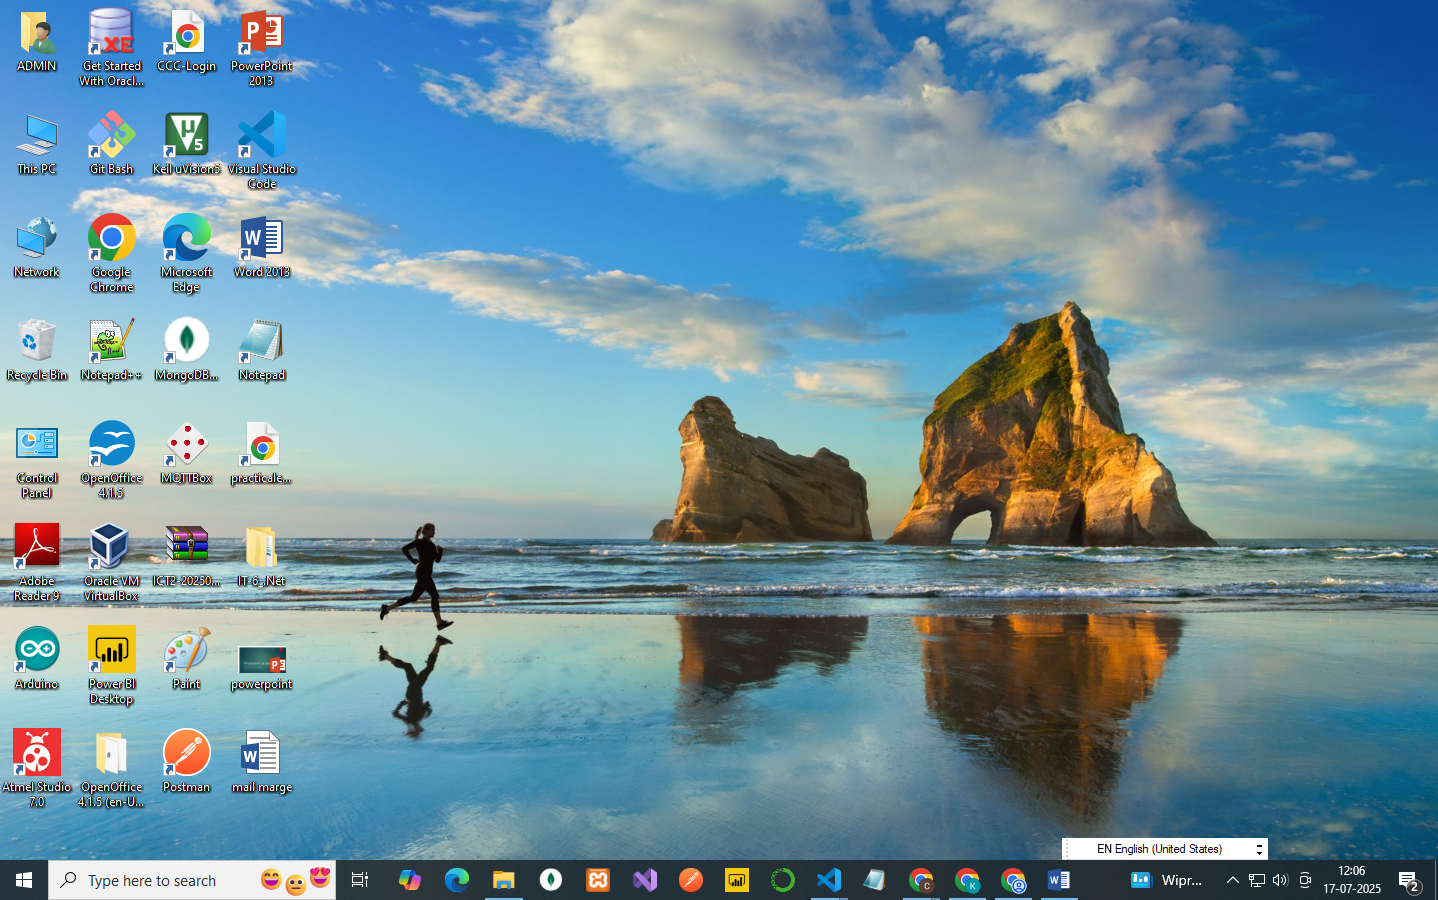 ADMIN
Get Started
With Oracl...
XE
CCC-Login
PowerPoint
2013
This PC
Git Bash
Keil uVision5
Visual Studio
Code
Network
Google
Chrome
Microsoft
Edge
Word 2013
Recycle Bin
Notepad++
MongoDB...
Notepad
Control
Panel
OpenOffice
4.1.5
MQTTBox
practicale...
Adobe
Reader 9
Oracle VM
VirtualBox
ICT2-20250...
IT-6_.Net
Arduino
Power BI
Desktop
Paint
powerpoint
Atmel Studio
7.0
OpenOffice
4.1.5 (en-U...
Postman
mail marge
EN English (United States)
Type here to search
Wipr...
12:06
17-07-2025
2